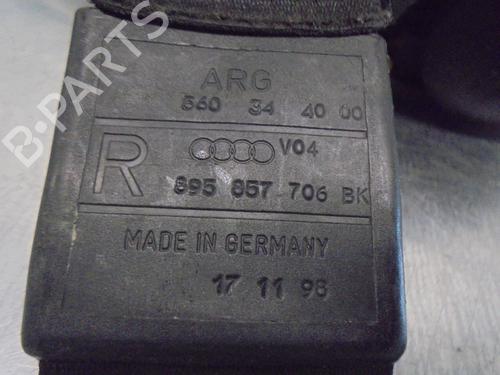 B-PARTS
ARG
560 34 40 00
R
V04
895 857 706 BK
MADE IN GERMANY
17 11 98